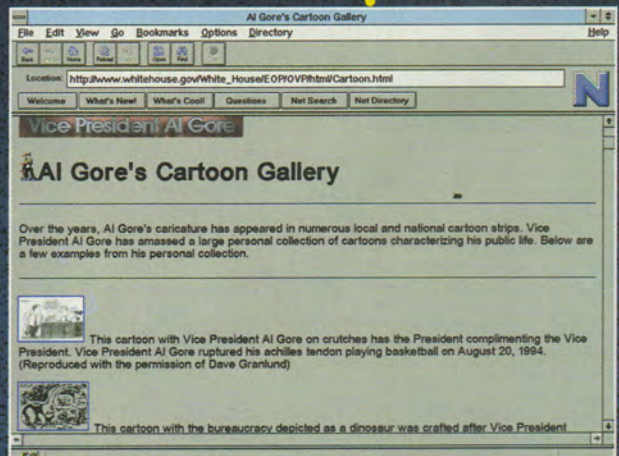 Al Gore's Cartoon Gallery
File Edit View Go Bookmarks Options Directory Help
Back Home Reload Open Find
Location: http://www.whitehouse.gov/White_House/EOP/OVP/html/Cartoon.html
Welcome What's New! What's Cool! Questions Net Search Net Directory
N
Vice President Al Gore
Al Gore's Cartoon Gallery
Over the years, Al Gore's caricature has appeared in numerous local and national cartoon strips. Vice
President Al Gore has amassed a large personal collection of cartoons characterizing his public life. Below are
a few examples from his personal collection.
This cartoon with Vice President Al Gore on crutches has the President complimenting the Vice
President. Vice President Al Gore ruptured his achilles tendon playing basketball on August 20, 1994.
(Reproduced with the permission of Dave Granlund)
This cartoon with the bureaucracy depicted as a dinosaur was crafted after Vice President